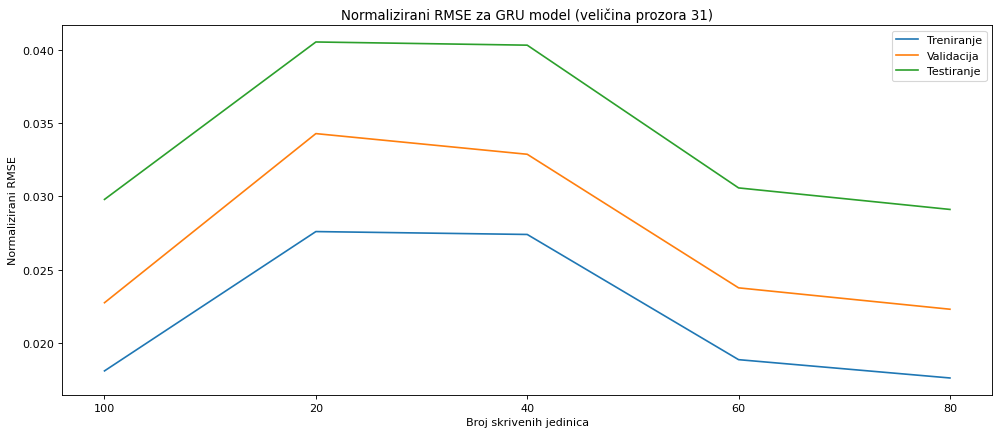 Normalizirani RMSE za GRU model (veličina prozora 31)
Treniranje
Validacija
Testiranje
Normalizirani RMSE
0.040
0.035
0.030
0.025
0.020
100 20 40 60 80
Broj skrivenih jedinica